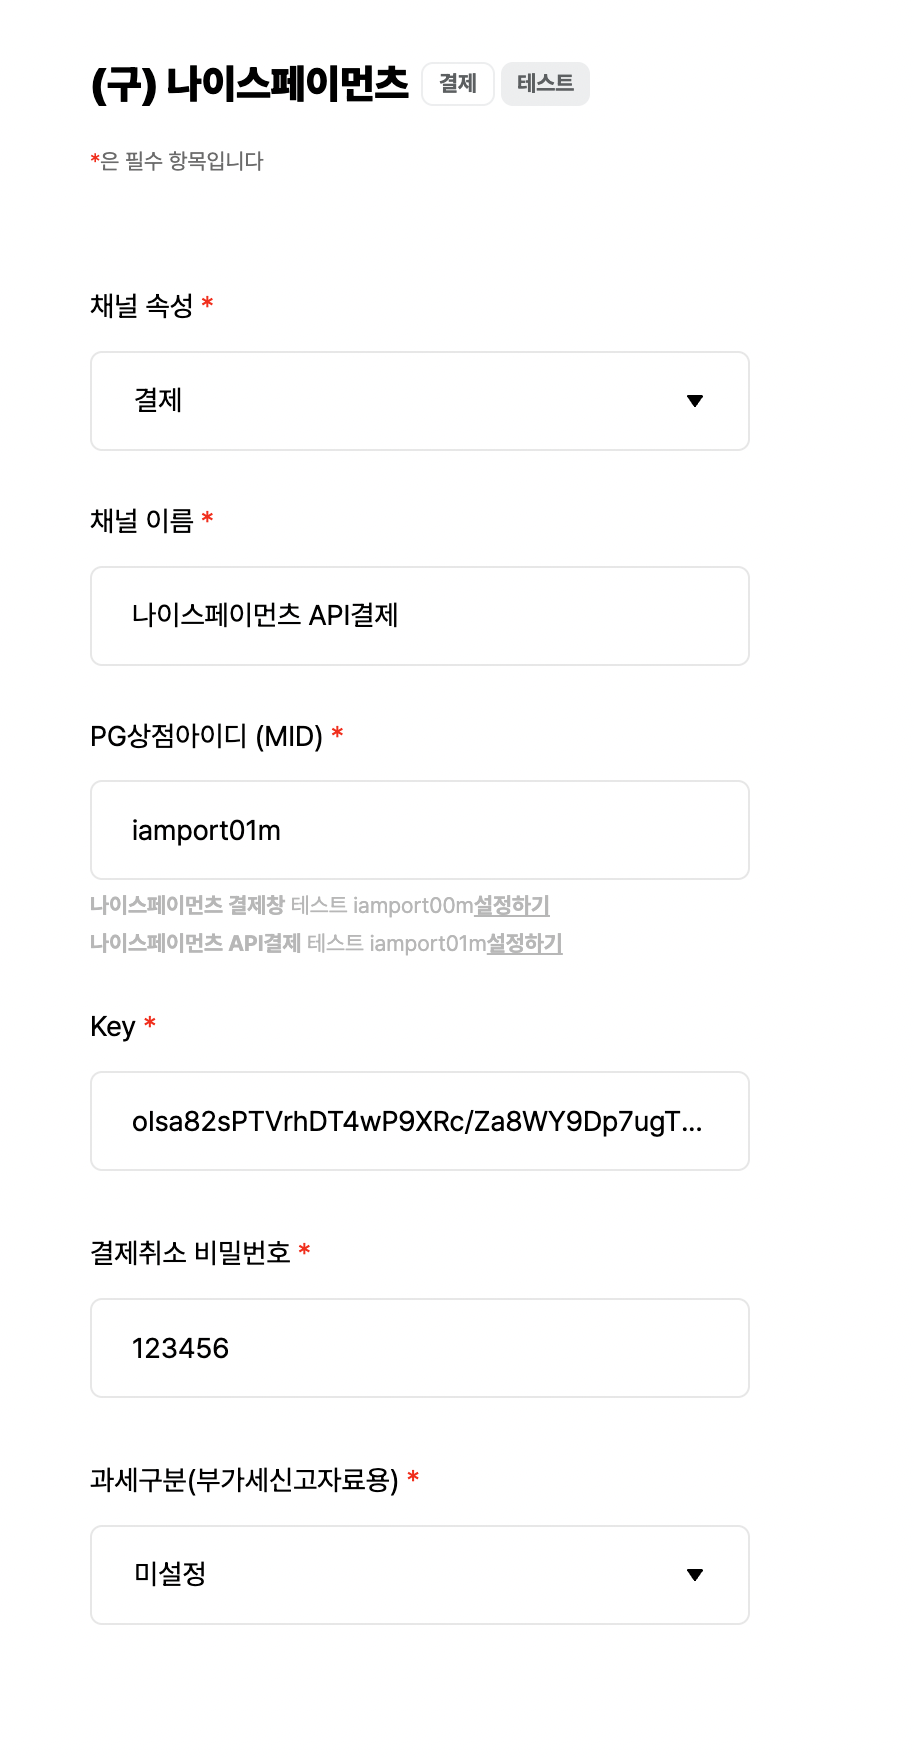 (구) 나이스페이먼츠 결제 테스트
*은 필수 항목입니다
채널 속성 *
결제
채널 이름 *
나이스페이먼츠 API결제
PG상점아이디 (MID) *
iamport01m
나이스페이먼츠 결제창 테스트 iamport00m설정하기
나이스페이먼츠 API결제 테스트 iamport01m설정하기
Key *
olsa82sPTVrhDT4wP9XRc/Za8WY9Dp7ugT...
결제취소 비밀번호 *
123456
과세구분(부가세신고자료용) *
미설정